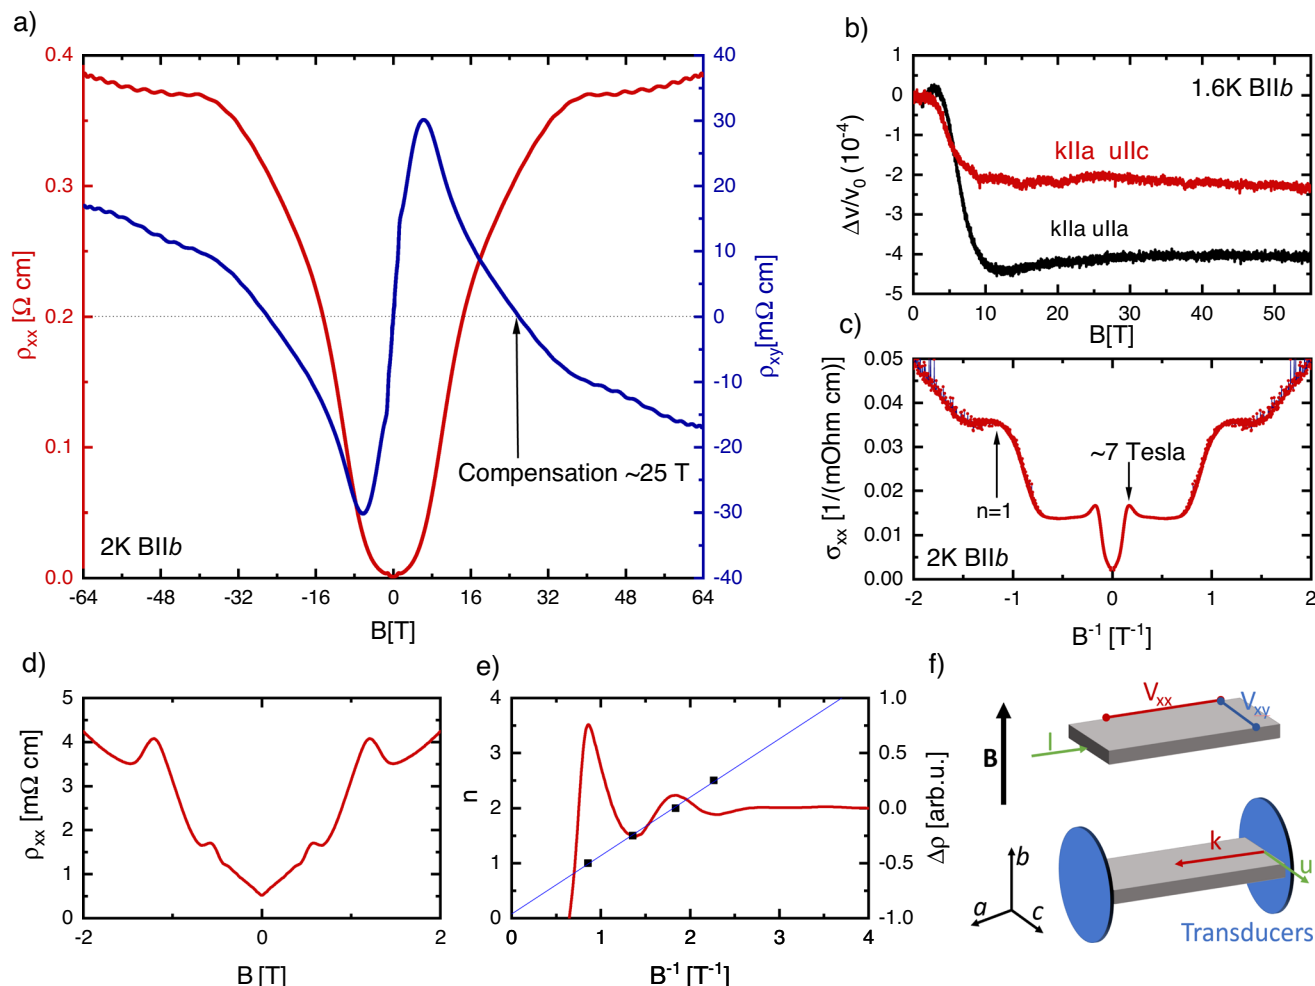 a)
0.4
0.3
0.2
0.1
0.0
ρxx [Ω cm]
40
30
20
10
0
-10
-20
-30
-40
ρxy[mΩ cm]
Compensation ~25 T
2K BIIb
-64 -48 -32 -16 0 16 32 48 64
B[T]
b)
1
0
-1
-2
-3
-4
-5
Δv/v0 (10-4)
1.6K BIIb
kIIa uIIc
kIIa uIIa
0 10 20 30 40 50
B[T]
c)
0.05
0.04
0.03
0.02
0.01
0.00
σxx [1/(mOhm cm)]
~7 Tesla
n=1
2K BIIb
-2 -1 0 1 2
B-1 [T-1]
d)
5
4
3
2
1
0
ρxx [mΩ cm]
-2 0 2
B [T]
e)
4
3
2
1
0
n
1.0
0.5
0.0
-0.5
-1.0
Δρ [arb.u.]
0 1 2 3 4
B-1 [T-1]
f)
Vxx
Vxy
I
B
k
u
b
a
c
Transducers